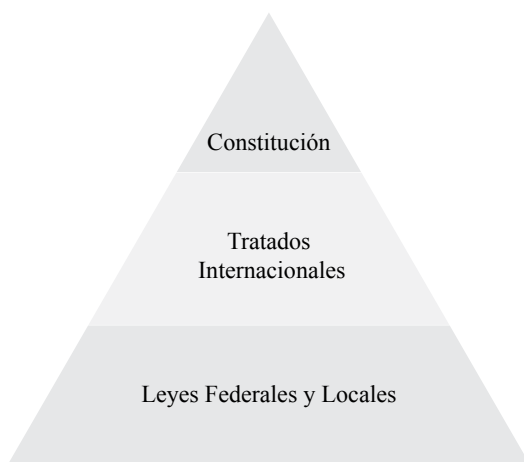 Constitución
Tratados
Internacionales
Leyes Federales y Locales